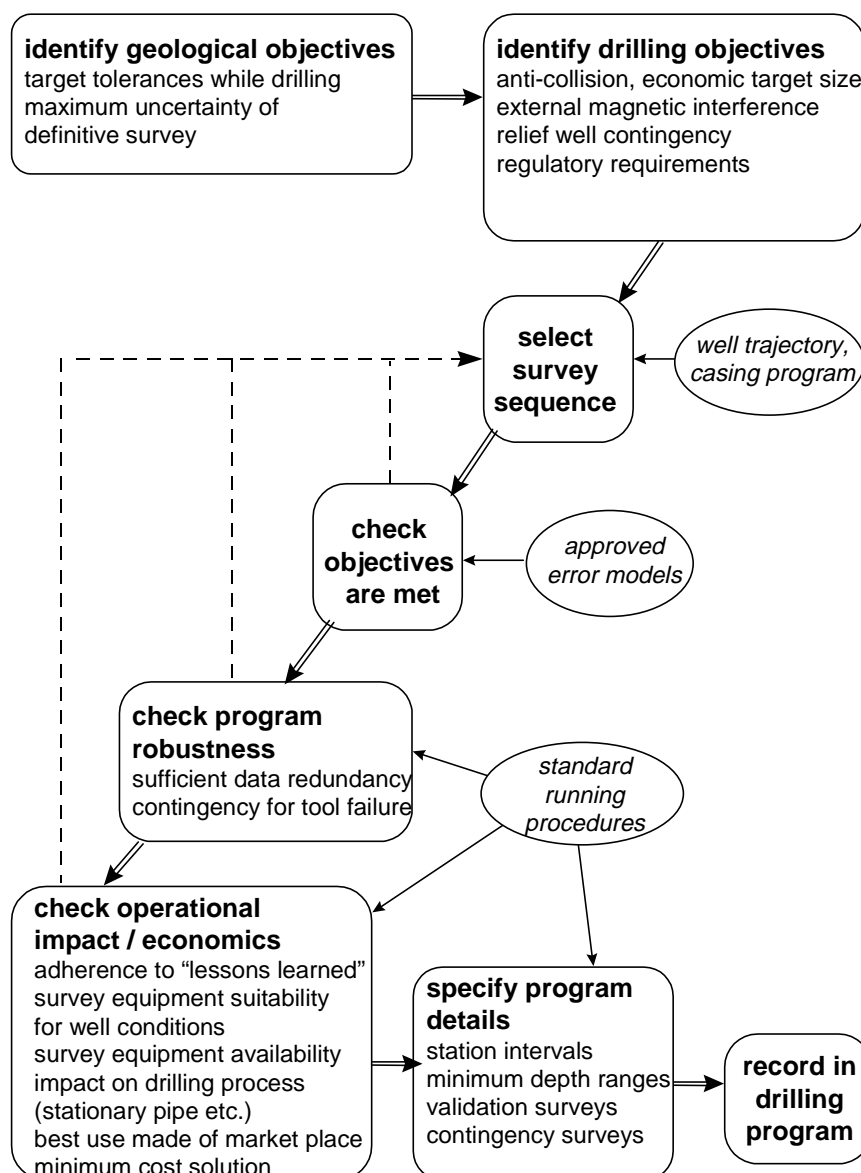 identify geological objectives
target tolerances while drilling
maximum uncertainty of
definitive survey
identify drilling objectives
anti-collision, economic target size
external magnetic interference
relief well contingency
regulatory requirements
select
survey
sequence
well trajectory,
casing program
check
objectives
are met
approved
error models
check program
robustness
sufficient data redundancy
contingency for tool failure
standard
running
procedures
check operational
impact / economics
adherence to “lessons learned”
survey equipment suitability
for well conditions
survey equipment availability
impact on drilling process
(stationary pipe etc.)
best use made of market place
minimum cost solution
specify program
details
station intervals
minimum depth ranges
validation surveys
contingency surveys
record in
drilling
program